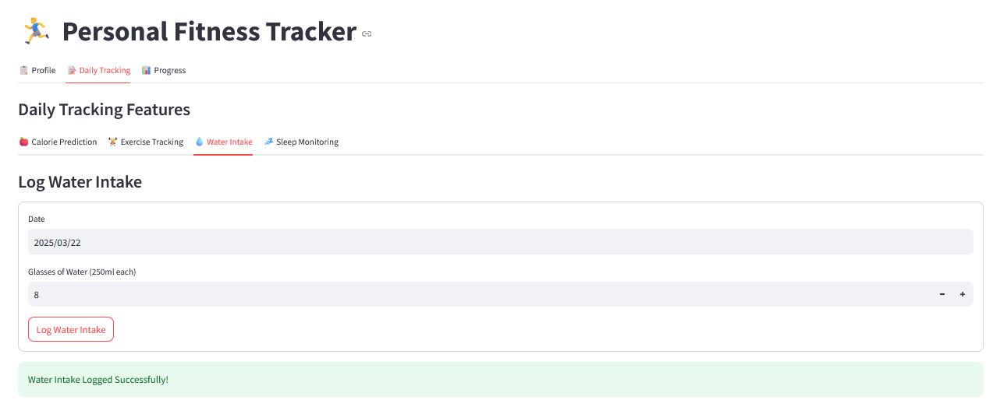 Personal Fitness Tracker
Profile Daily Tracking Progress
Daily Tracking Features
Calorie Prediction Exercise Tracking Water Intake Sleep Monitoring
Log Water Intake
Date
2025/03/22
Glasses of Water (250ml each)
8 − +
Log Water Intake
Water Intake Logged Successfully!